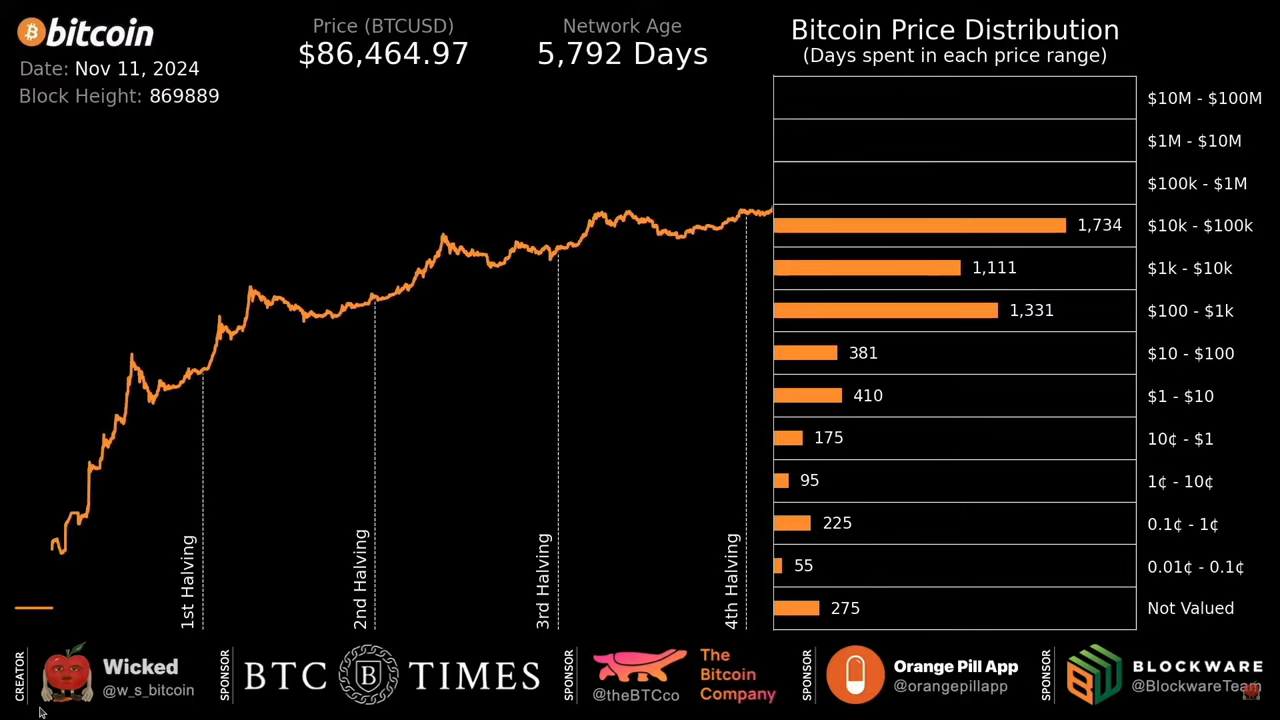 bitcoin
Date: Nov 11, 2024
Block Height: 869889
Price (BTCUSD)
$86,464.97
Network Age
5,792 Days
Bitcoin Price Distribution
(Days spent in each price range)
$10M - $100M
$1M - $10M
$100k - $1M
1,734 $10k - $100k
1,111 $1k - $10k
1,331 $100 - $1k
381 $10 - $100
410 $1 - $10
175 10¢ - $1
95 1¢ - 10¢
225 0.1¢ - 1¢
55 0.01¢ - 0.1¢
275 Not Valued
1st Halving
2nd Halving
3rd Halving
4th Halving
CREATOR
Wicked
@w_s_bitcoin
SPONSOR
BTC B TIMES
SPONSOR
@theBTCco
The
Bitcoin
Company
SPONSOR
Orange Pill App
@orangepillapp
SPONSOR
BW
BLOCKWARE
@BlockwareTeam